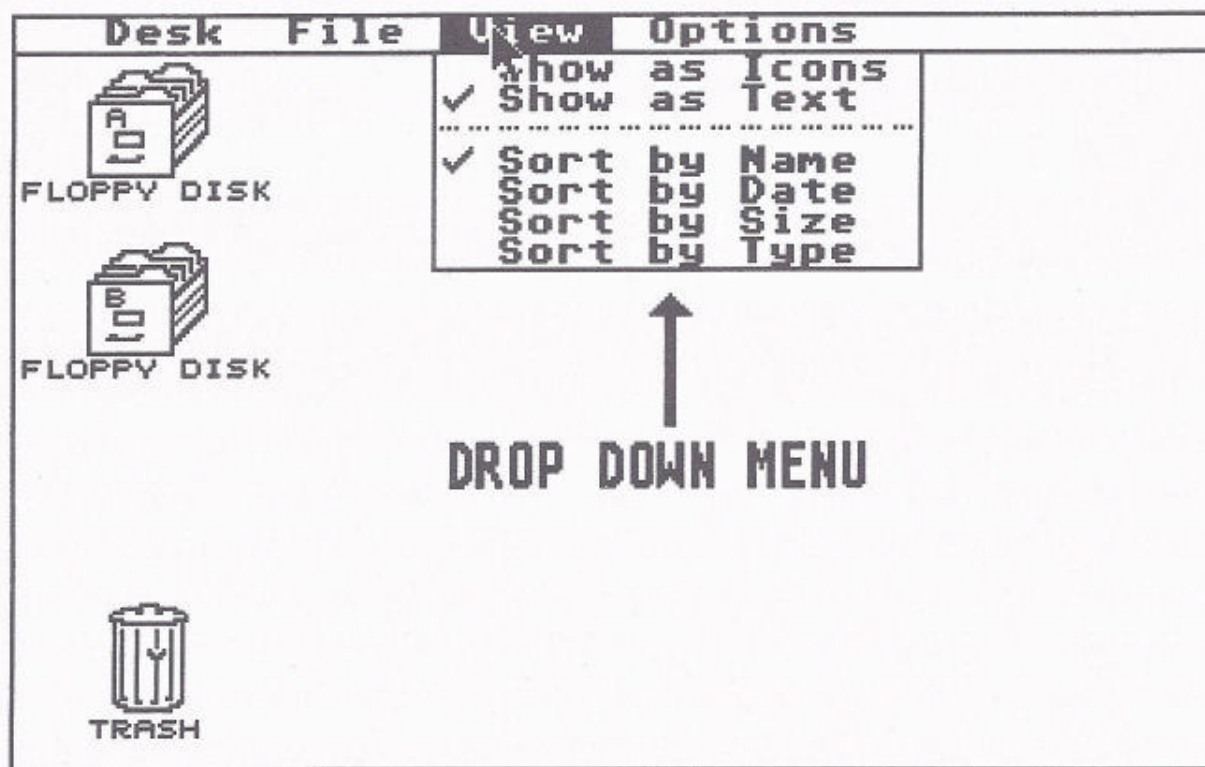 Desk File View Options
Show as Icons
✓ Show as Text
✓ Sort by Name
Sort by Date
Sort by Size
Sort by Type
A
FLOPPY DISK
B
FLOPPY DISK
DROP DOWN MENU
TRASH